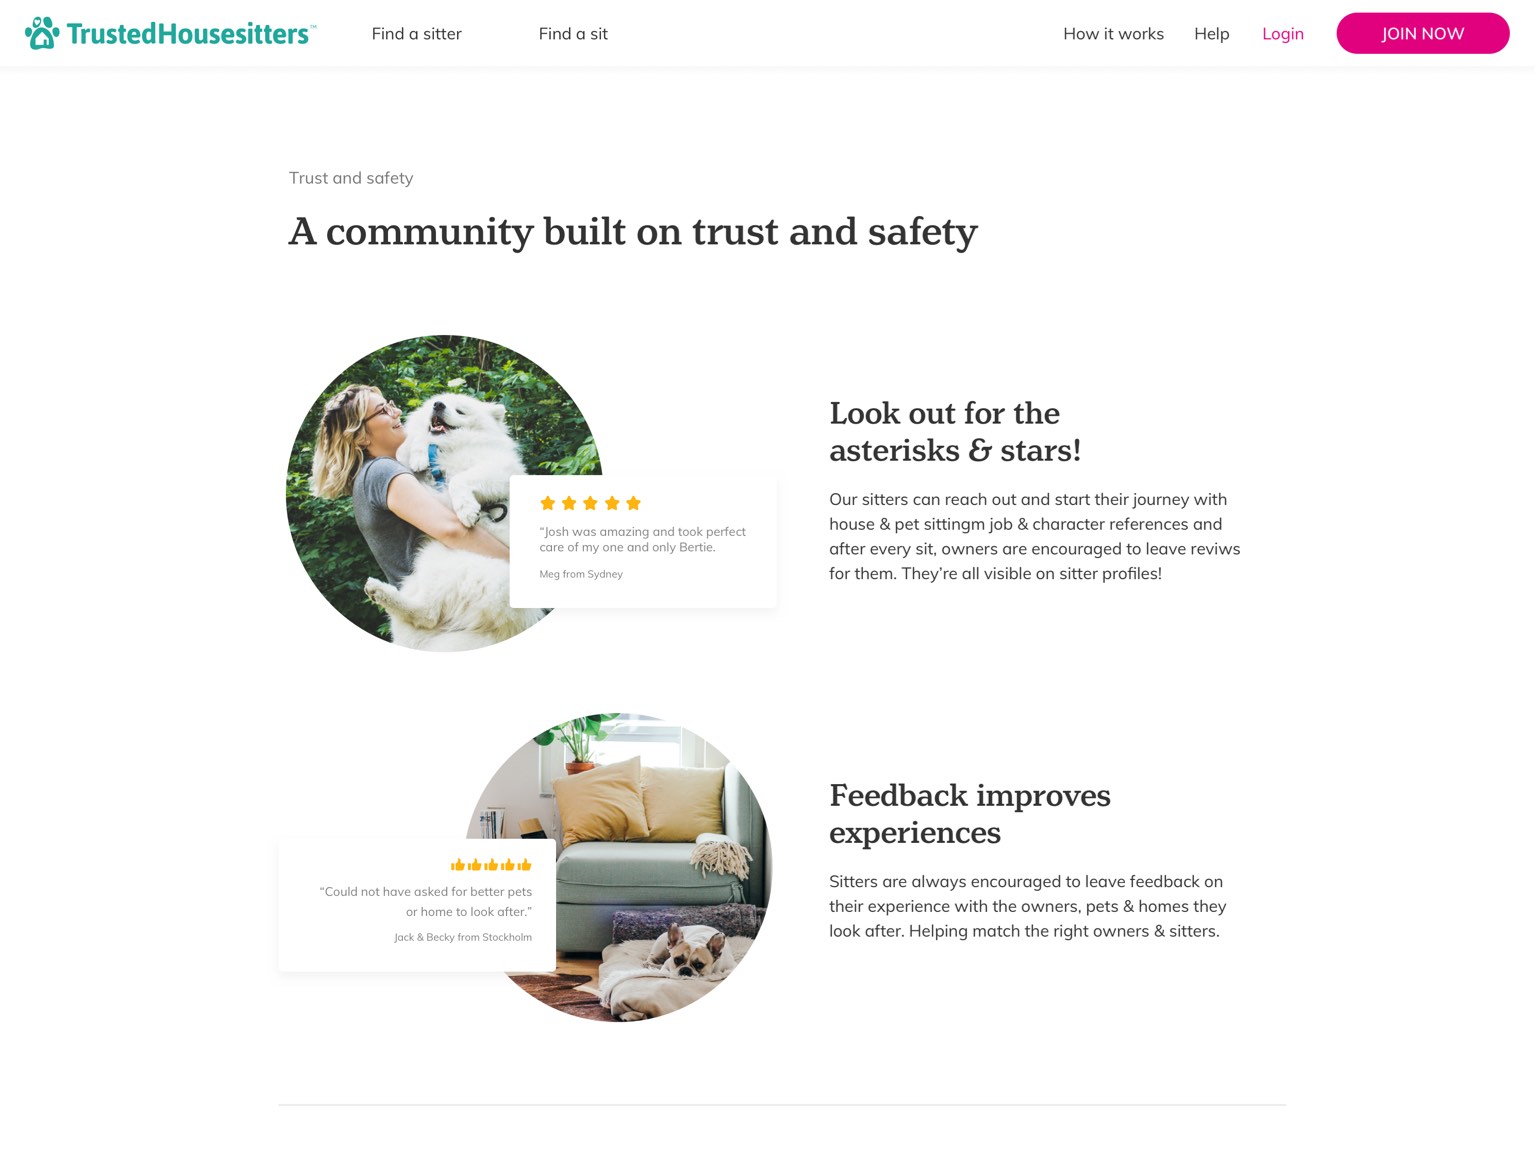 TrustedHousesitters™
Find a sitter
Find a sit
How it works
Help
Login
JOIN NOW
Trust and safety
A community built on trust and safety
“Josh was amazing and took perfect
care of my one and only Bertie.
Meg from Sydney
Look out for the
asterisks & stars!
Our sitters can reach out and start their journey with
house & pet sittingm job & character references and
after every sit, owners are encouraged to leave reviws
for them. They’re all visible on sitter profiles!
“Could not have asked for better pets
or home to look after.”
Jack & Becky from Stockholm
Feedback improves
experiences
Sitters are always encouraged to leave feedback on
their experience with the owners, pets & homes they
look after. Helping match the right owners & sitters.